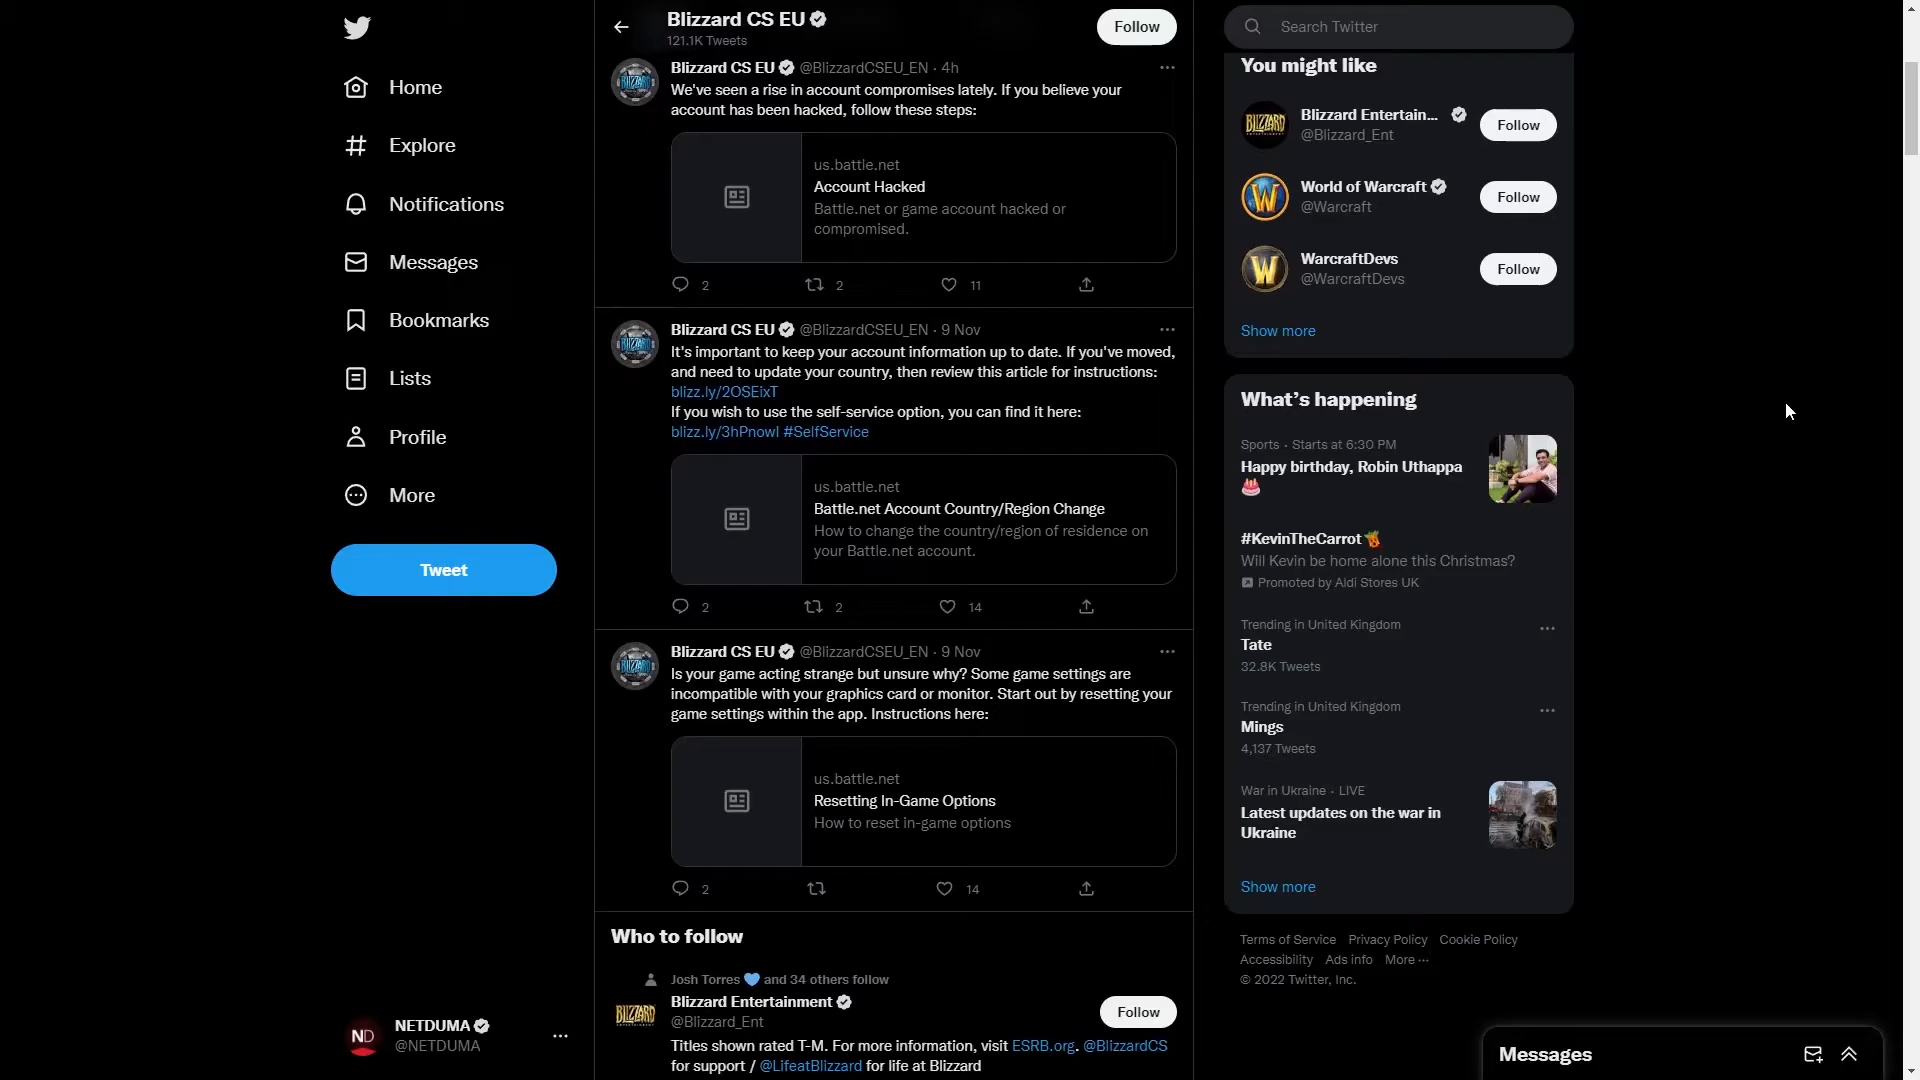 Home
Explore
Notifications
Messages
Bookmarks
Lists
Profile
More
Tweet
NETDUMA
@NETDUMA
ND
Blizzard CS EU
121.1K Tweets
Follow
Blizzard CS EU @BlizzardCSEU_EN · 4h
We've seen a rise in account compromises lately. If you believe your
account has been hacked, follow these steps:
us.battle.net
Account Hacked
Battle.net or game account hacked or
compromised.
2 2 11
Blizzard CS EU @BlizzardCSEU_EN · 9 Nov
It's important to keep your account information up to date. If you've moved,
and need to update your country, then review this article for instructions:
blizz.ly/2OSEixT
If you wish to use the self-service option, you can find it here:
blizz.ly/3hPnowI #SelfService
us.battle.net
Battle.net Account Country/Region Change
How to change the country/region of residence on
your Battle.net account.
2 2 14
Blizzard CS EU @BlizzardCSEU_EN · 9 Nov
Is your game acting strange but unsure why? Some game settings are
incompatible with your graphics card or monitor. Start out by resetting your
game settings within the app. Instructions here:
us.battle.net
Resetting In-Game Options
How to reset in-game options
2 14
Who to follow
Josh Torres 💙 and 34 others follow
BLIZZARD
Blizzard Entertainment
@Blizzard_Ent
Follow
Titles shown rated T-M. For more information, visit ESRB.org. @BlizzardCS
for support / @LifeatBlizzard for life at Blizzard
Search Twitter
You might like
BLIZZARD
Blizzard Entertain...
@Blizzard_Ent
Follow
World of Warcraft
@Warcraft
Follow
WarcraftDevs
@WarcraftDevs
Follow
Show more
What's happening
Sports · Starts at 6:30 PM
Happy birthday, Robin Uthappa
🎂
#KevinTheCarrot🥕
Will Kevin be home alone this Christmas?
Promoted by Aldi Stores UK
Trending in United Kingdom
Tate
32.8K Tweets
Trending in United Kingdom
Mings
4,137 Tweets
War in Ukraine · LIVE
Latest updates on the war in
Ukraine
Show more
Terms of Service Privacy Policy Cookie Policy
Accessibility Ads info More ···
© 2022 Twitter, Inc.
Messages